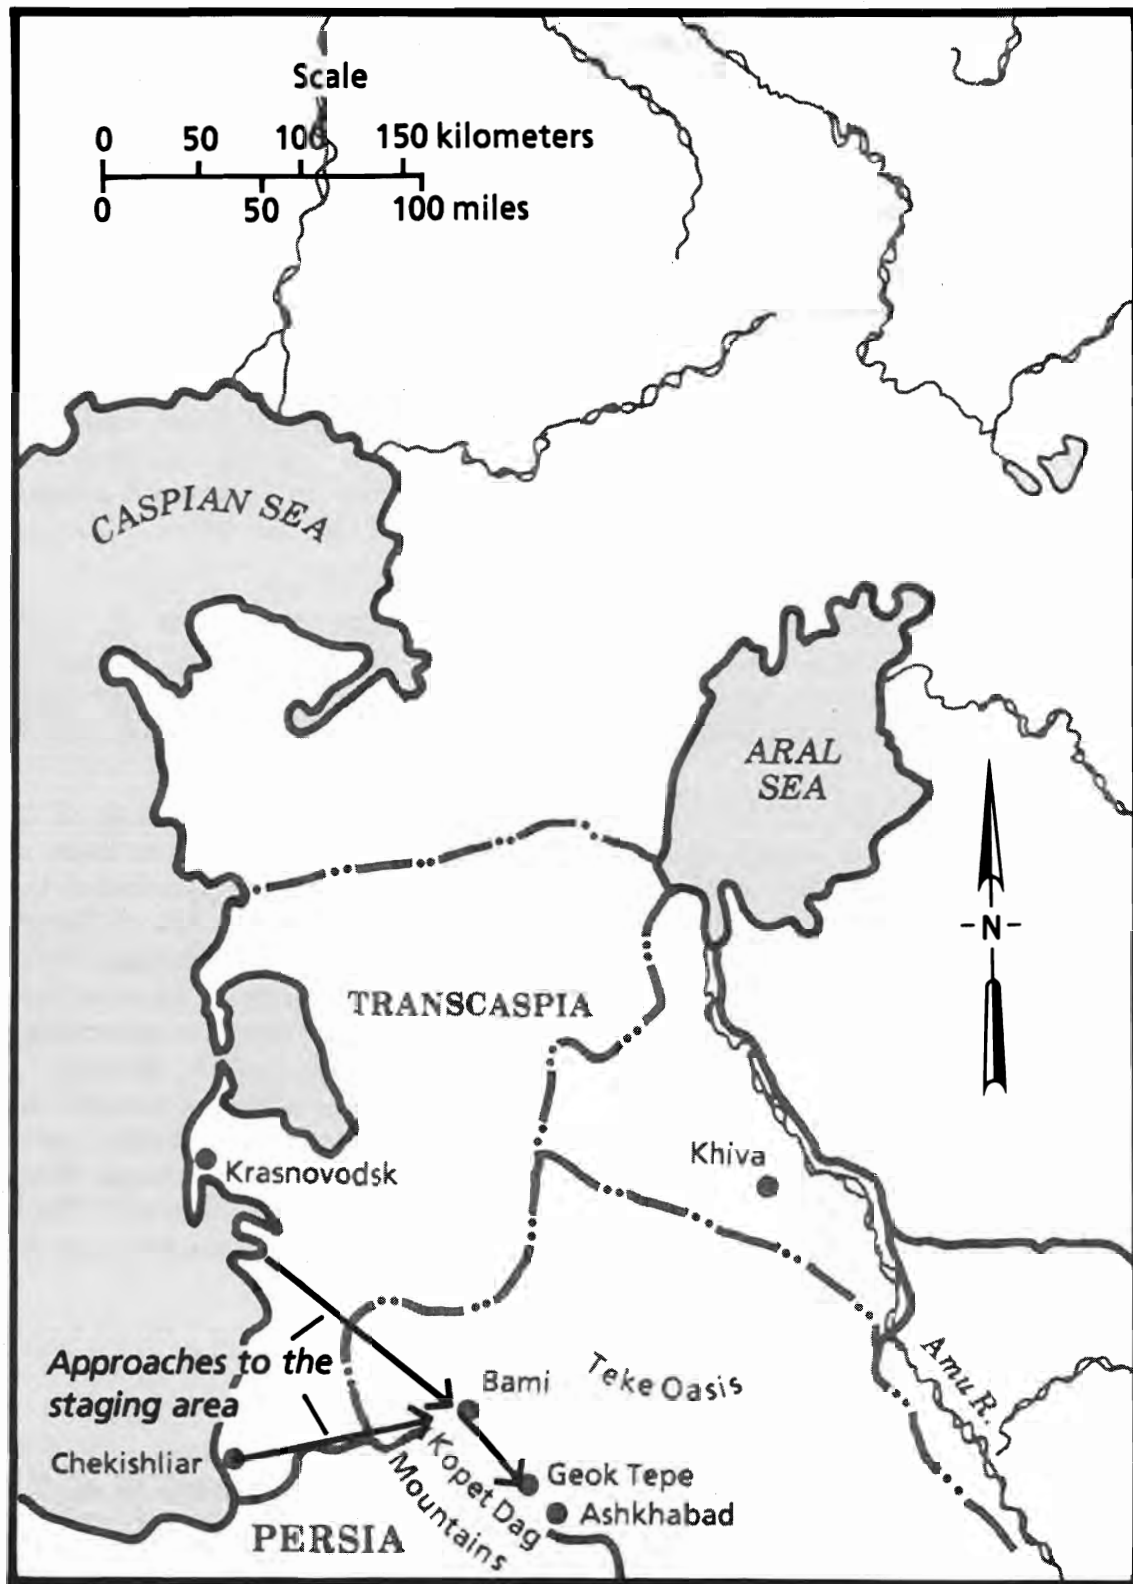 Scale
0 50 100 150 kilometers
0 50 100 miles
CASPIAN SEA
ARAL
SEA
-N-
TRANSCASPIA
Khiva
Krasnovodsk
Approaches to the
staging area
Bami
Teke Oasis
Amu R.
Chekishliar
Kopet Dag
Mountains
Geok Tepe
Ashkhabad
PERSIA